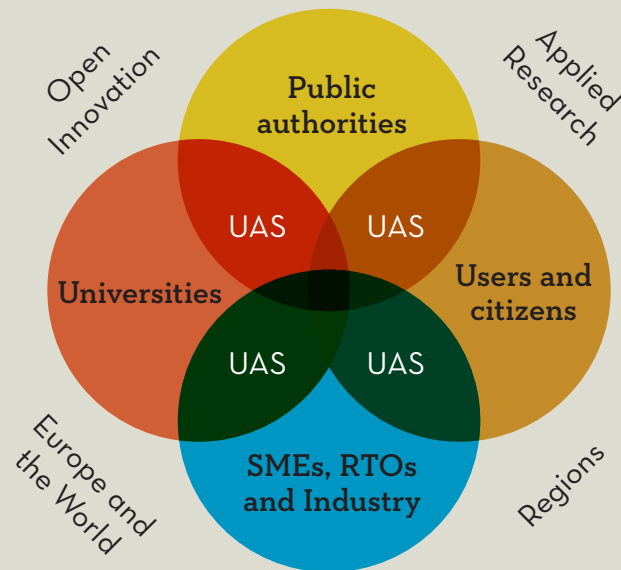 Open
Innovation
Applied
Research
Public
authorities
UAS
UAS
Universities
Users and
citizens
UAS
UAS
SMEs, RTOs
and Industry
Europe and
the World
Regions